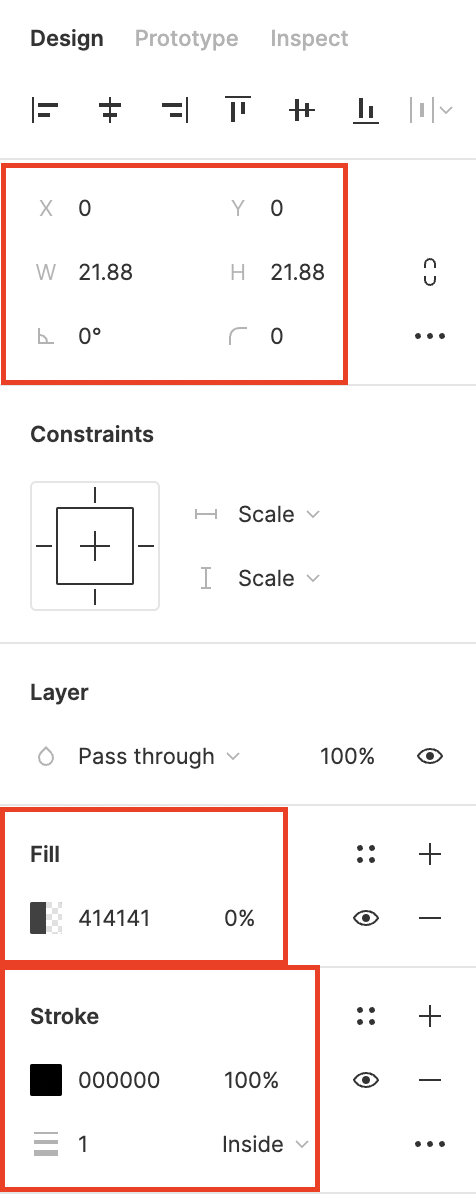 Design Prototype Inspect
X 0 Y 0
W 21.88 H 21.88
0° 0
Constraints
Scale
Scale
Layer
Pass through 100%
Fill
414141 0%
Stroke
000000 100%
1 Inside